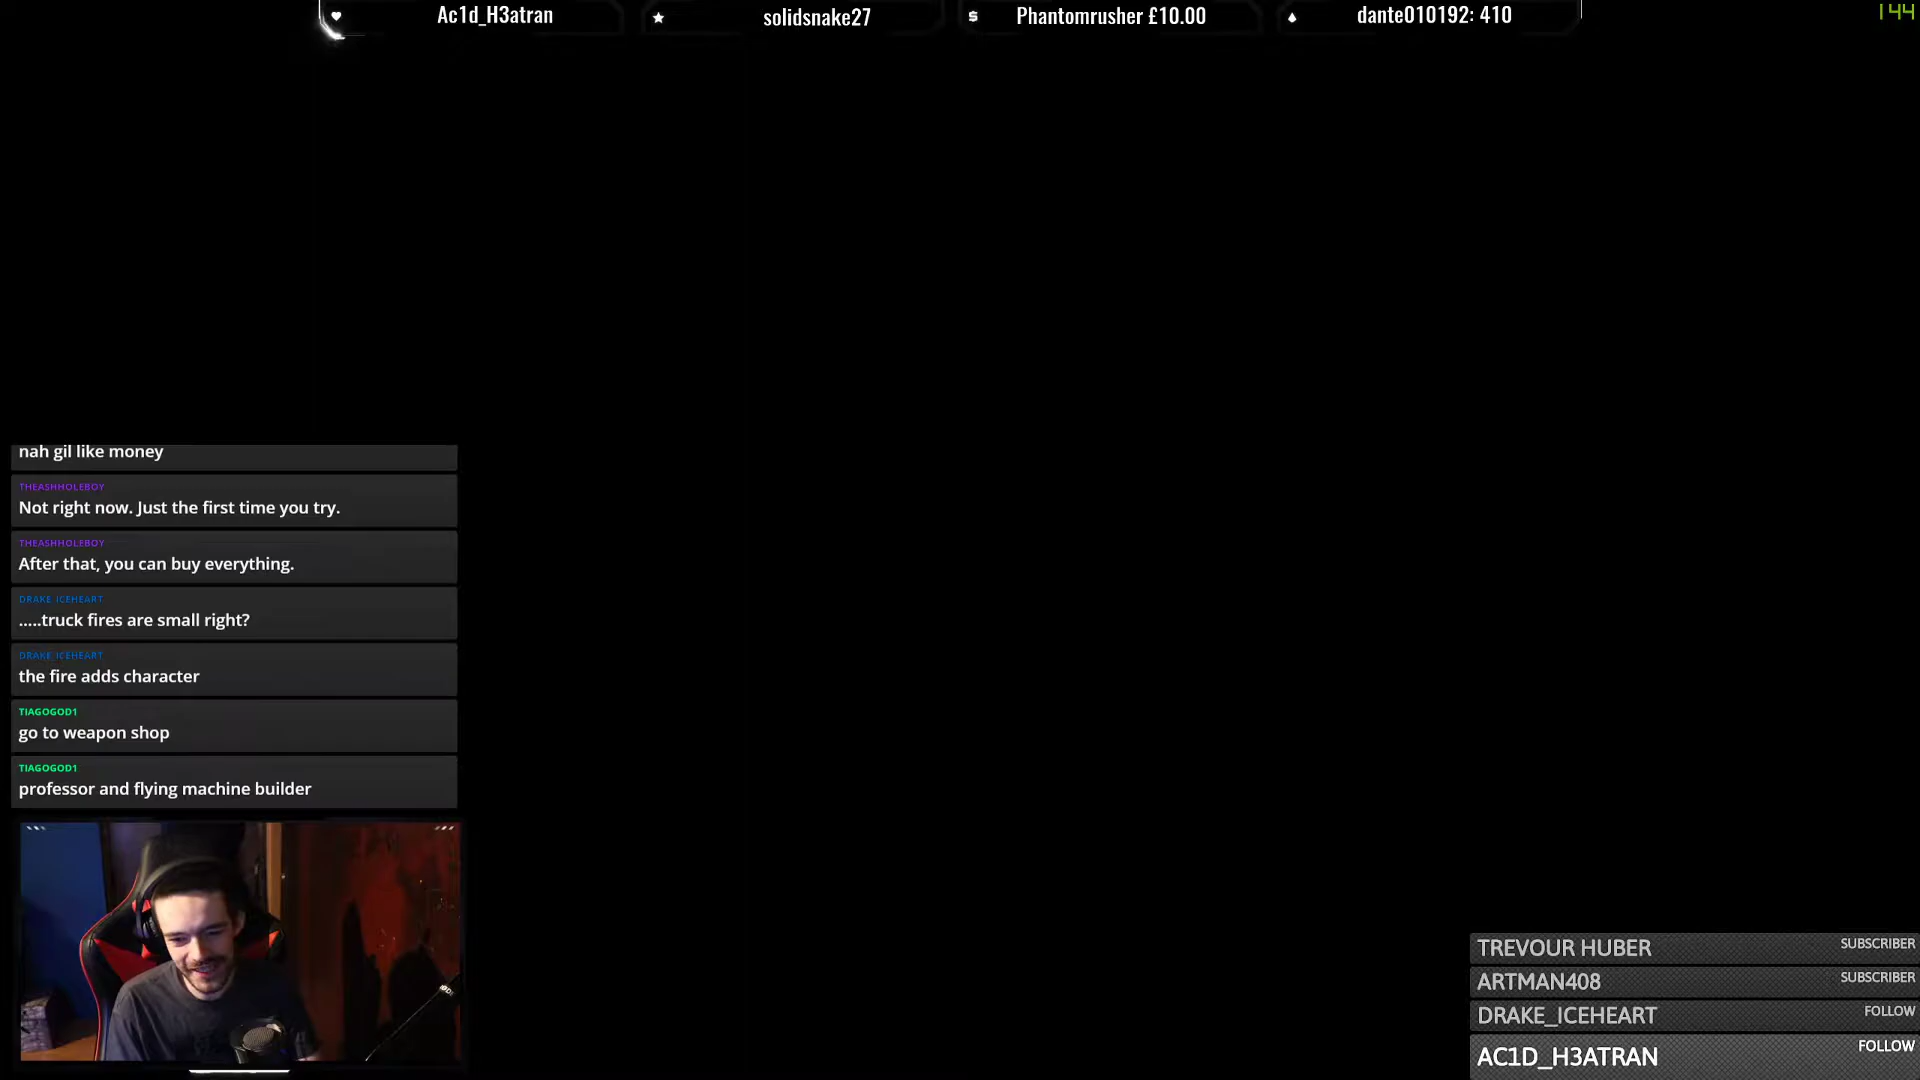 Ac1d_H3atran
solidsnake27
Phantomrusher £10.00
dante010192: 410
144
nah gil like money
THEASHHOLEBOY
Not right now. Just the first time you try.
THEASHHOLEBOY
After that, you can buy everything.
DRAKE_ICEHEART
.....truck fires are small right?
DRAKE_ICEHEART
the fire adds character
TIAGOGOD1
go to weapon shop
TIAGOGOD1
professor and flying machine builder
TREVOUR HUBER SUBSCRIBER
ARTMAN408 SUBSCRIBER
DRAKE_ICEHEART FOLLOW
AC1D_H3ATRAN FOLLOW